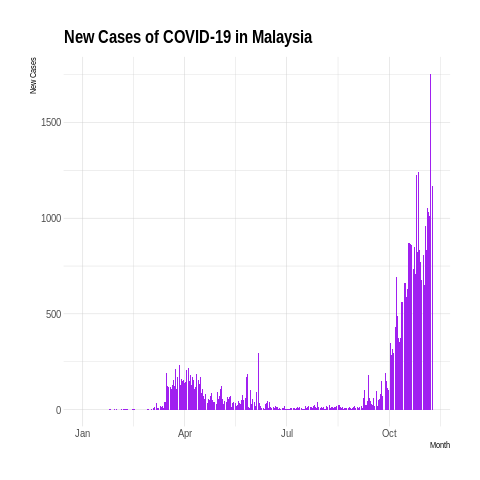 New Cases of COVID-19 in Malaysia
New Cases
1500
1000
500
0
Jan Apr Jul Oct
Month